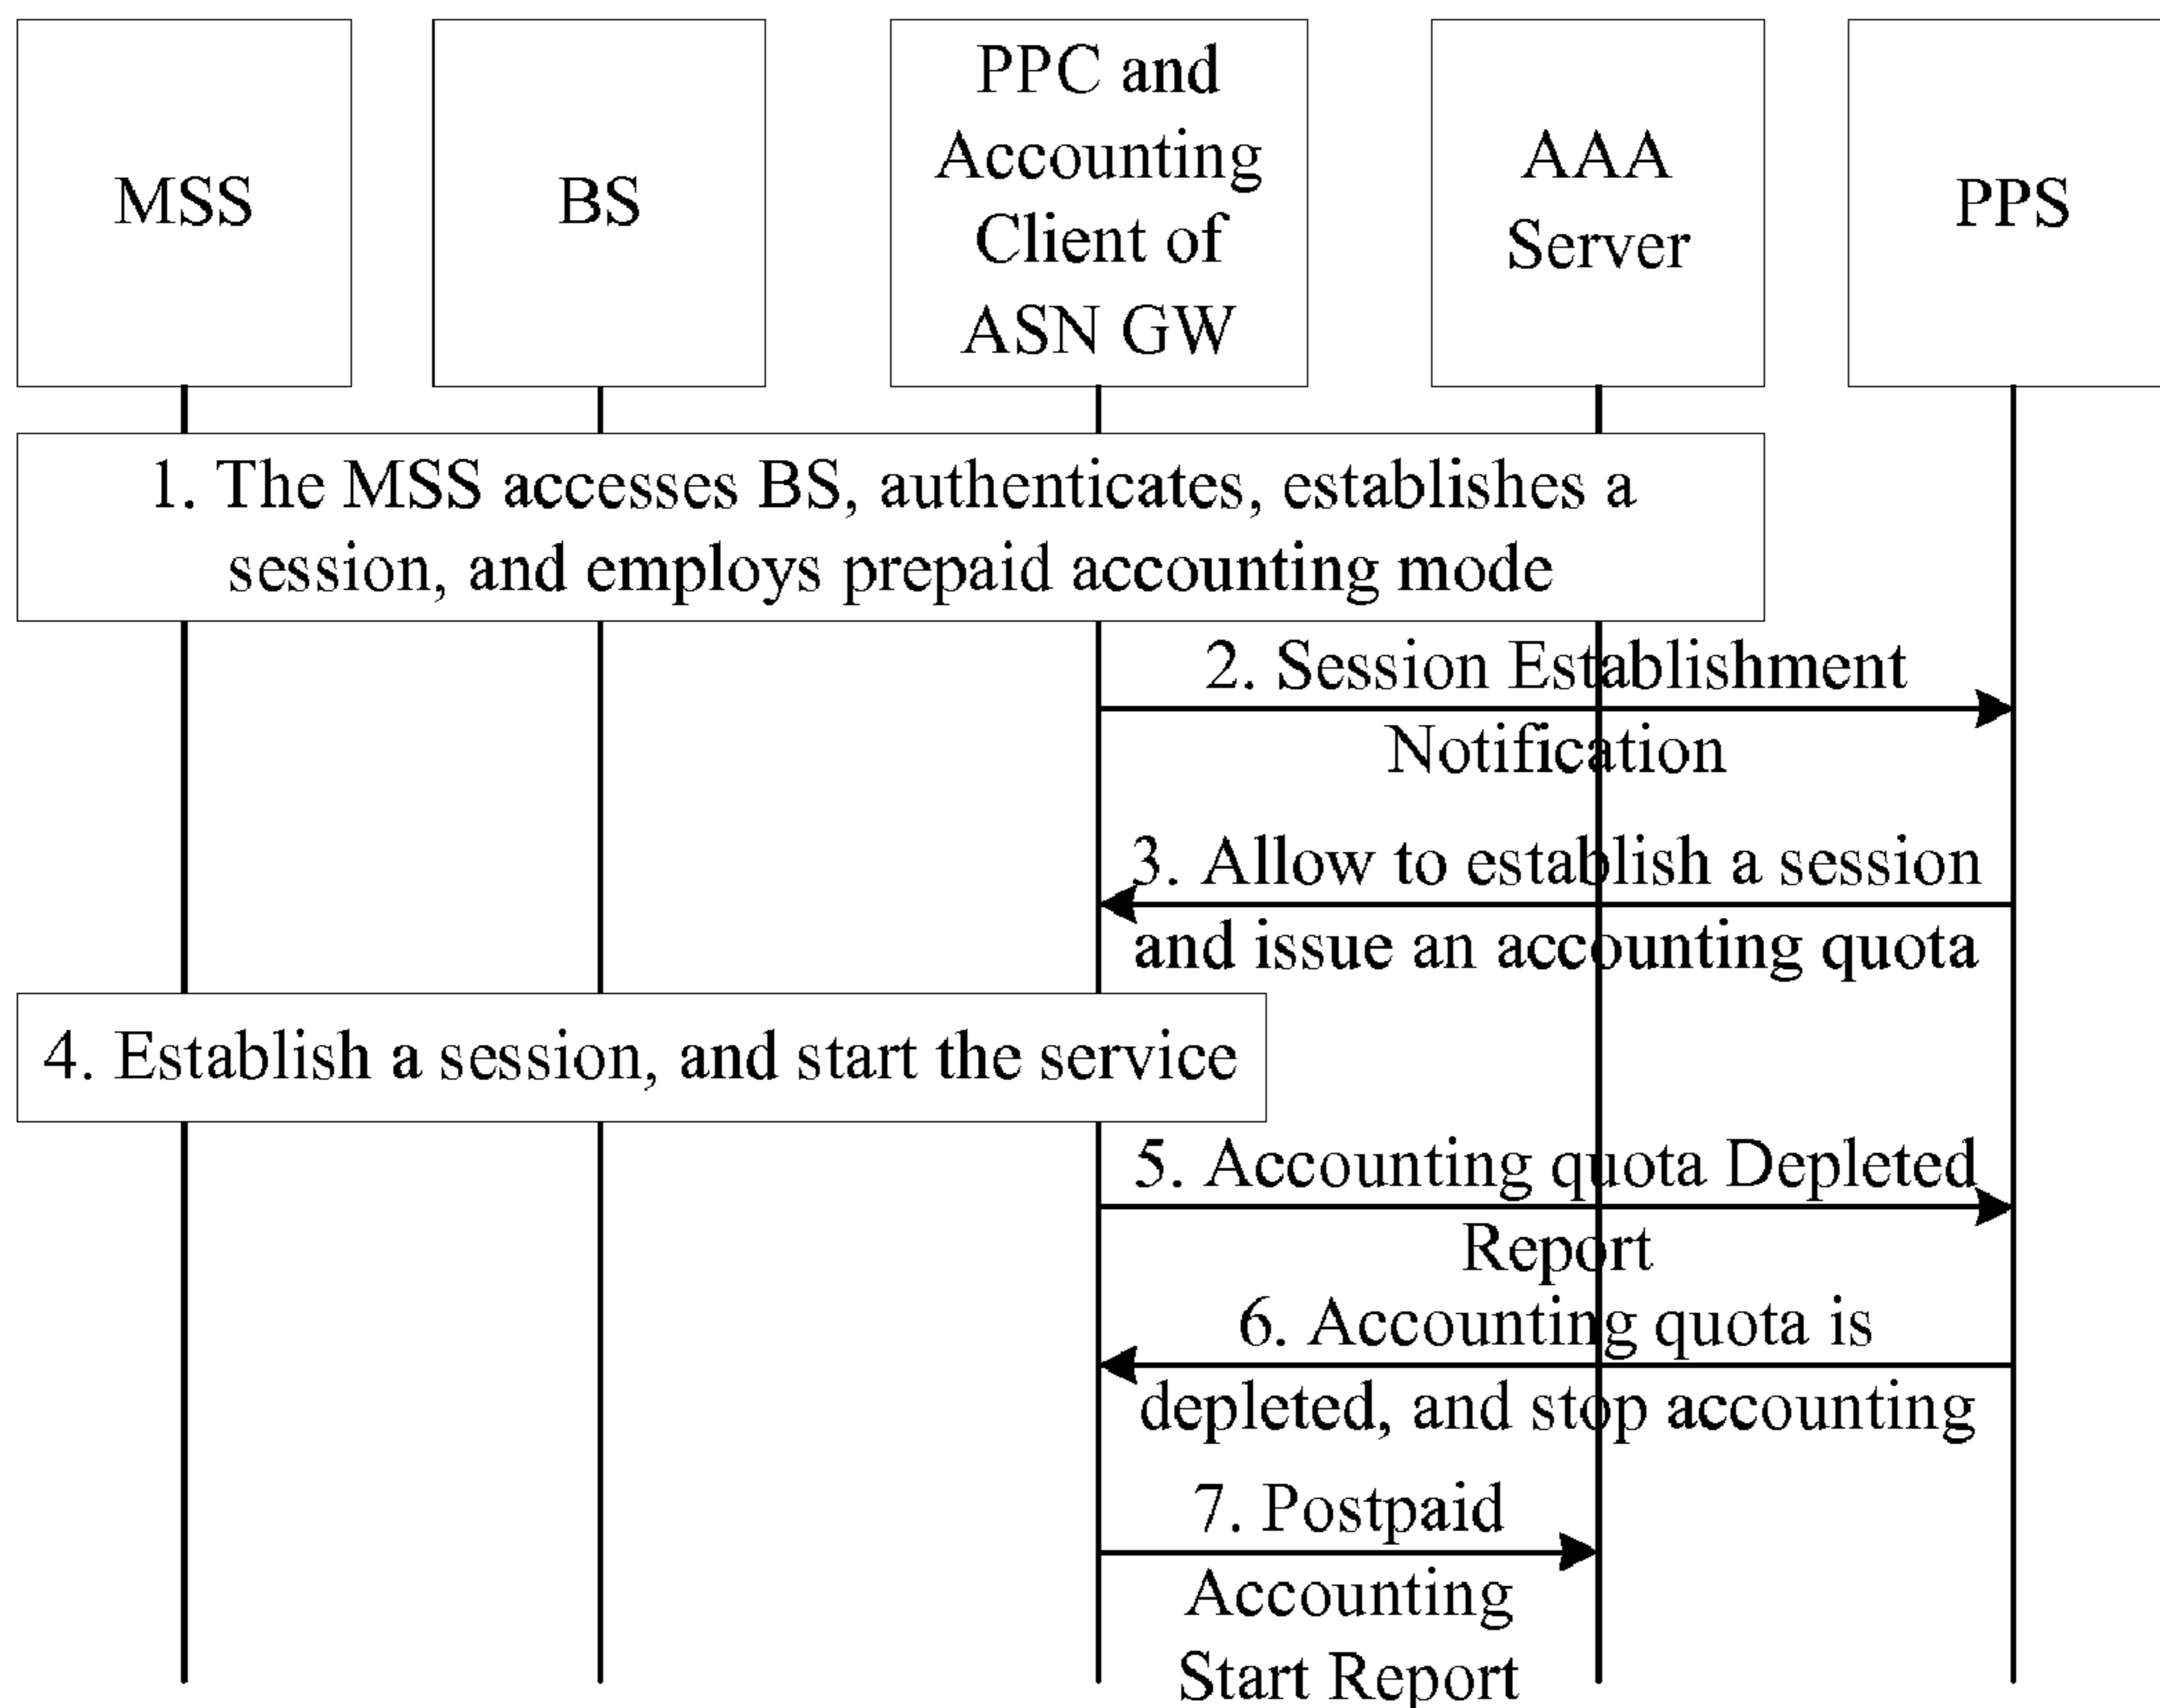 MSS
BS
PPC and
Accounting
Client of
ASN GW
AAA
Server
PPS
1. The MSS accesses BS, authenticates, establishes a
session, and employs prepaid accounting mode
2. Session Establishment
Notification
3. Allow to establish a session
and issue an accounting quota
4. Establish a session, and start the service
5. Accounting quota Depleted
Report
6. Accounting quota is
depleted, and stop accounting
7. Postpaid
Accounting
Start Report